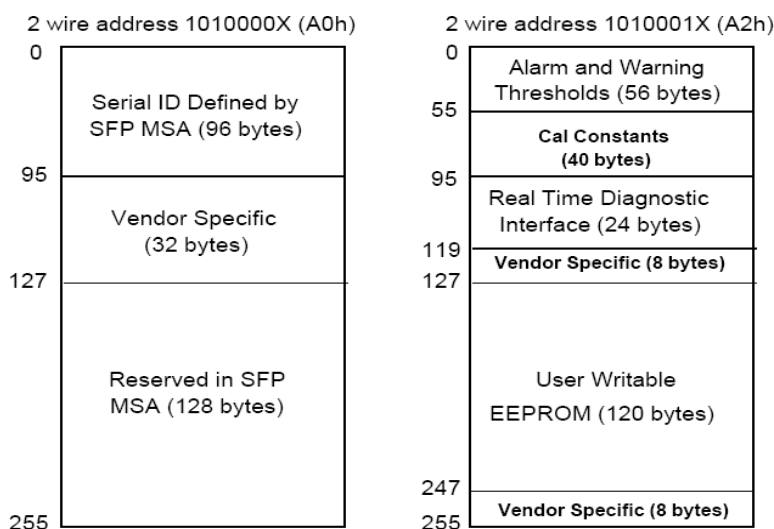 2 wire address 1010000X (A0h)
0
Serial ID Defined by
SFP MSA (96 bytes)
95
Vendor Specific
(32 bytes)
127
Reserved in SFP
MSA (128 bytes)
255
2 wire address 1010001X (A2h)
0
Alarm and Warning
Thresholds (56 bytes)
55
Cal Constants
(40 bytes)
95
Real Time Diagnostic
Interface (24 bytes)
119
Vendor Specific (8 bytes)
127
User Writable
EEPROM (120 bytes)
247
Vendor Specific (8 bytes)
255